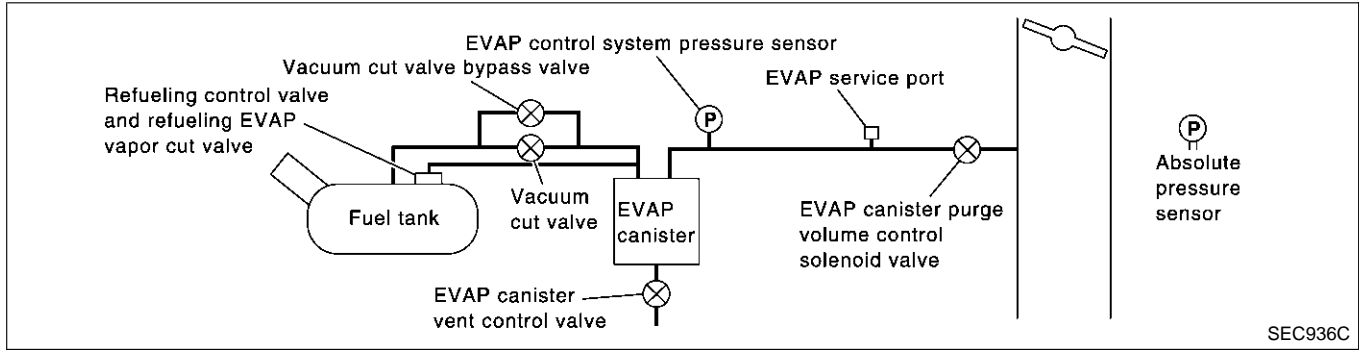 EVAP control system pressure sensor
Vacuum cut valve bypass valve
EVAP service port
Refueling control valve
and refueling EVAP
vapor cut valve
P
P
Absolute
pressure
sensor
Fuel tank
Vacuum
cut valve
EVAP
canister
EVAP canister purge
volume control
solenoid valve
EVAP canister
vent control valve
SEC936C